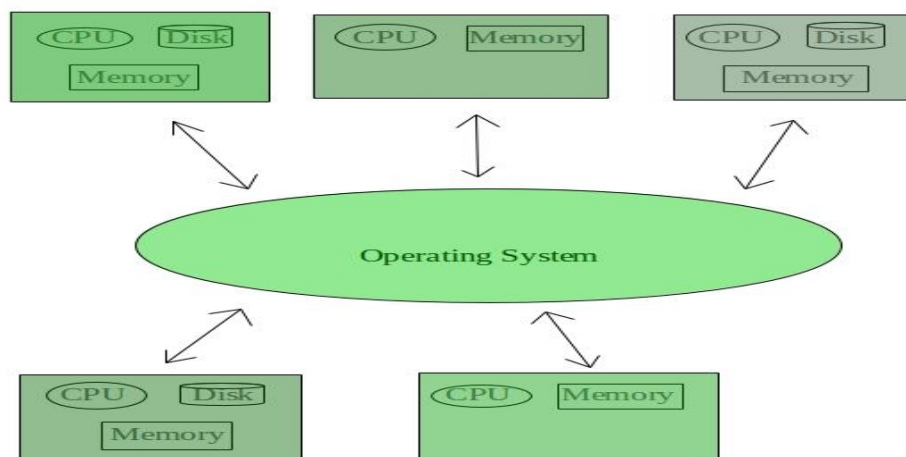 CPU Disk
Memory
CPU Memory
CPU Disk
Memory
Operating System
CPU Disk
Memory
CPU Memory